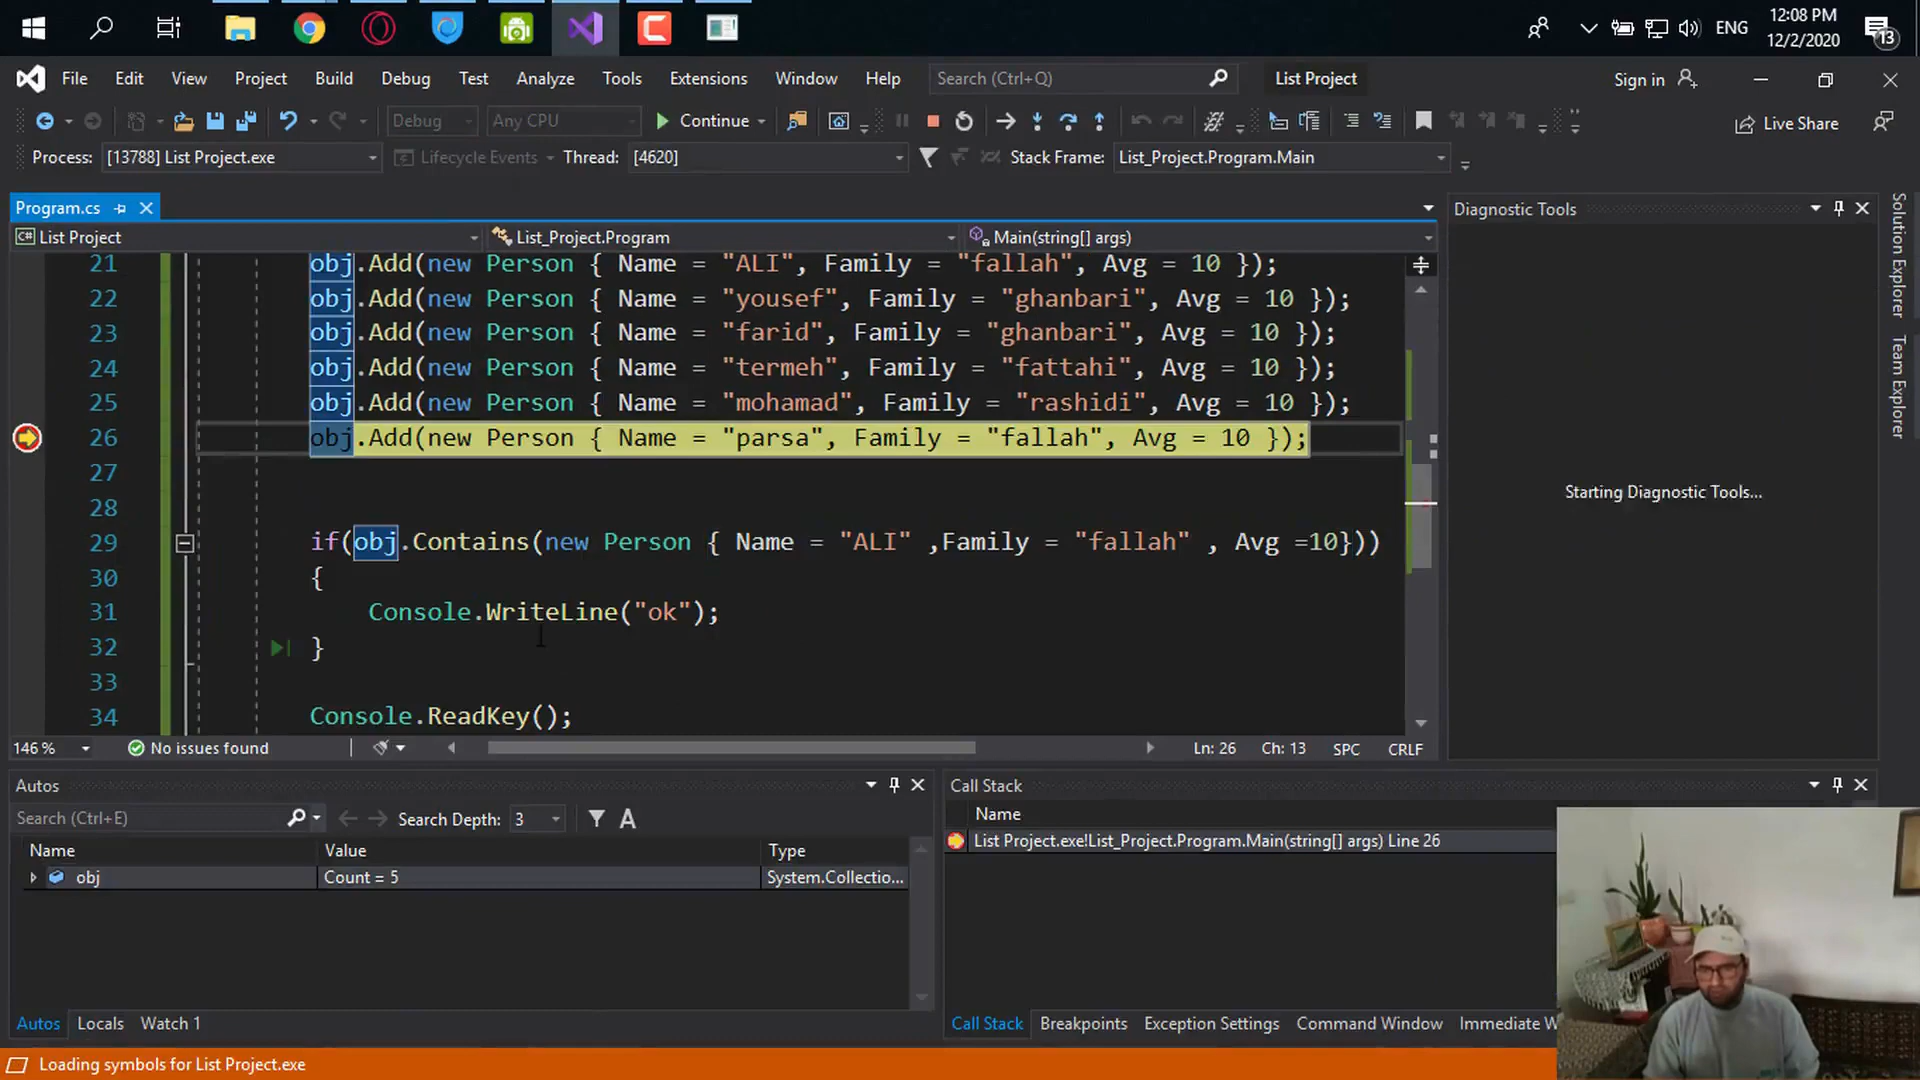 ENG
12:08 PM
12/2/2020
13
File Edit View Project Build Debug Test Analyze Tools Extensions Window Help Search (Ctrl+Q) List Project Sign in
Debug Any CPU Continue Live Share
Process: [13788] List Project.exe Lifecycle Events Thread: [4620] Stack Frame: List_Project.Program.Main
Program.cs
List Project List_Project.Program Main(string[] args)
21 obj.Add(new Person { Name = "ALI", Family = "fallah", Avg = 10 });
22 obj.Add(new Person { Name = "yousef", Family = "ghanbari", Avg = 10 });
23 obj.Add(new Person { Name = "farid", Family = "ghanbari", Avg = 10 });
24 obj.Add(new Person { Name = "termeh", Family = "fattahi", Avg = 10 });
25 obj.Add(new Person { Name = "mohamad", Family = "rashidi", Avg = 10 });
26 obj.Add(new Person { Name = "parsa", Family = "fallah", Avg = 10 });
27
28
29 if(obj.Contains(new Person { Name = "ALI" ,Family = "fallah" , Avg =10}))
30 {
31 Console.WriteLine("ok");
32 }
33
34 Console.ReadKey();
146 % No issues found Ln: 26 Ch: 13 SPC CRLF
Diagnostic Tools
Starting Diagnostic Tools...
Solution Explorer
Team Explorer
Autos
Search (Ctrl+E) Search Depth: 3 A
Name Value Type
obj Count = 5 System.Collectio...
Autos Locals Watch 1
Call Stack
Name
List Project.exe!List_Project.Program.Main(string[] args) Line 26
Call Stack Breakpoints Exception Settings Command Window Immediate W
Loading symbols for List Project.exe